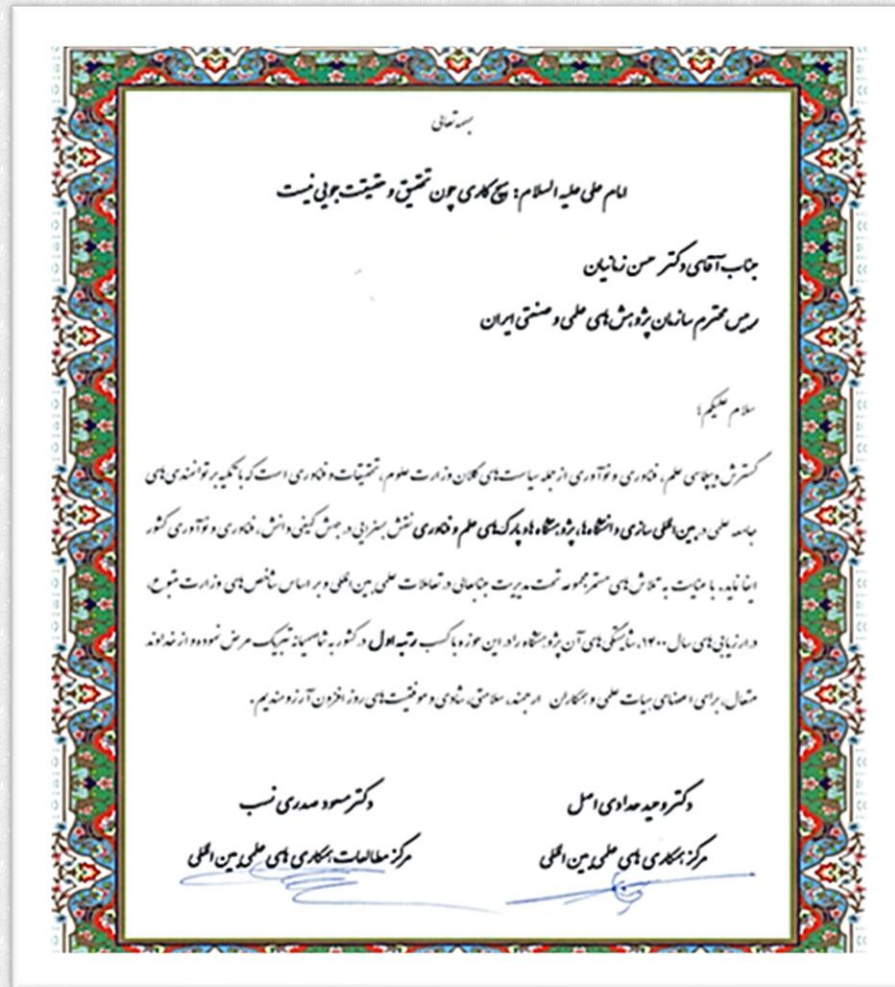 بسمه تعالی
امام علی علیه السلام: هیچ کاری چون تحقیق و حقیقت جویی نیست
جناب آقای دکتر حسن زمانیان
رییس محترم سازمان پژوهش های علمی و صنعتی ایران
سلام علیکم؛
گسترش دیپلماسی علم، فناوری و نوآوری از جمله سیاست های کلان وزارت علوم، تحقیقات و فناوری است که با تکیه بر توانمندی های
جامعه علمی در بین المللی سازی دانشگاه ها، پژوهشگاه ها و پارک های علم و فناوری نقش بسزایی در جهش کیفی دانش، فناوری و نوآوری کشور
ایفا نماید. با عنایت به تلاش های مستمر مجموعه تحت مدیریت جنابعالی در تعاملات علمی بین المللی و بر اساس شاخص های وزارت متبوع،
در ارزیابی های سال ۱۴۰۰، شایستگی های آن پژوهشگاه را در این حوزه و با کسب رتبه اول در کشور به شما صمیمانه تبریک عرض نموده و از خداوند
متعال، برای اعضای هیات علمی و همکاران ارجمند، سلامتی، شادی و موفقیت های روز افزون آرزومندیم.
دکتر وحید حدادی اصل
دکتر مسعود صدری نسب
مرکز همکاری های علمی بین المللی
مرکز مطالعات همکاری های علمی بین المللی